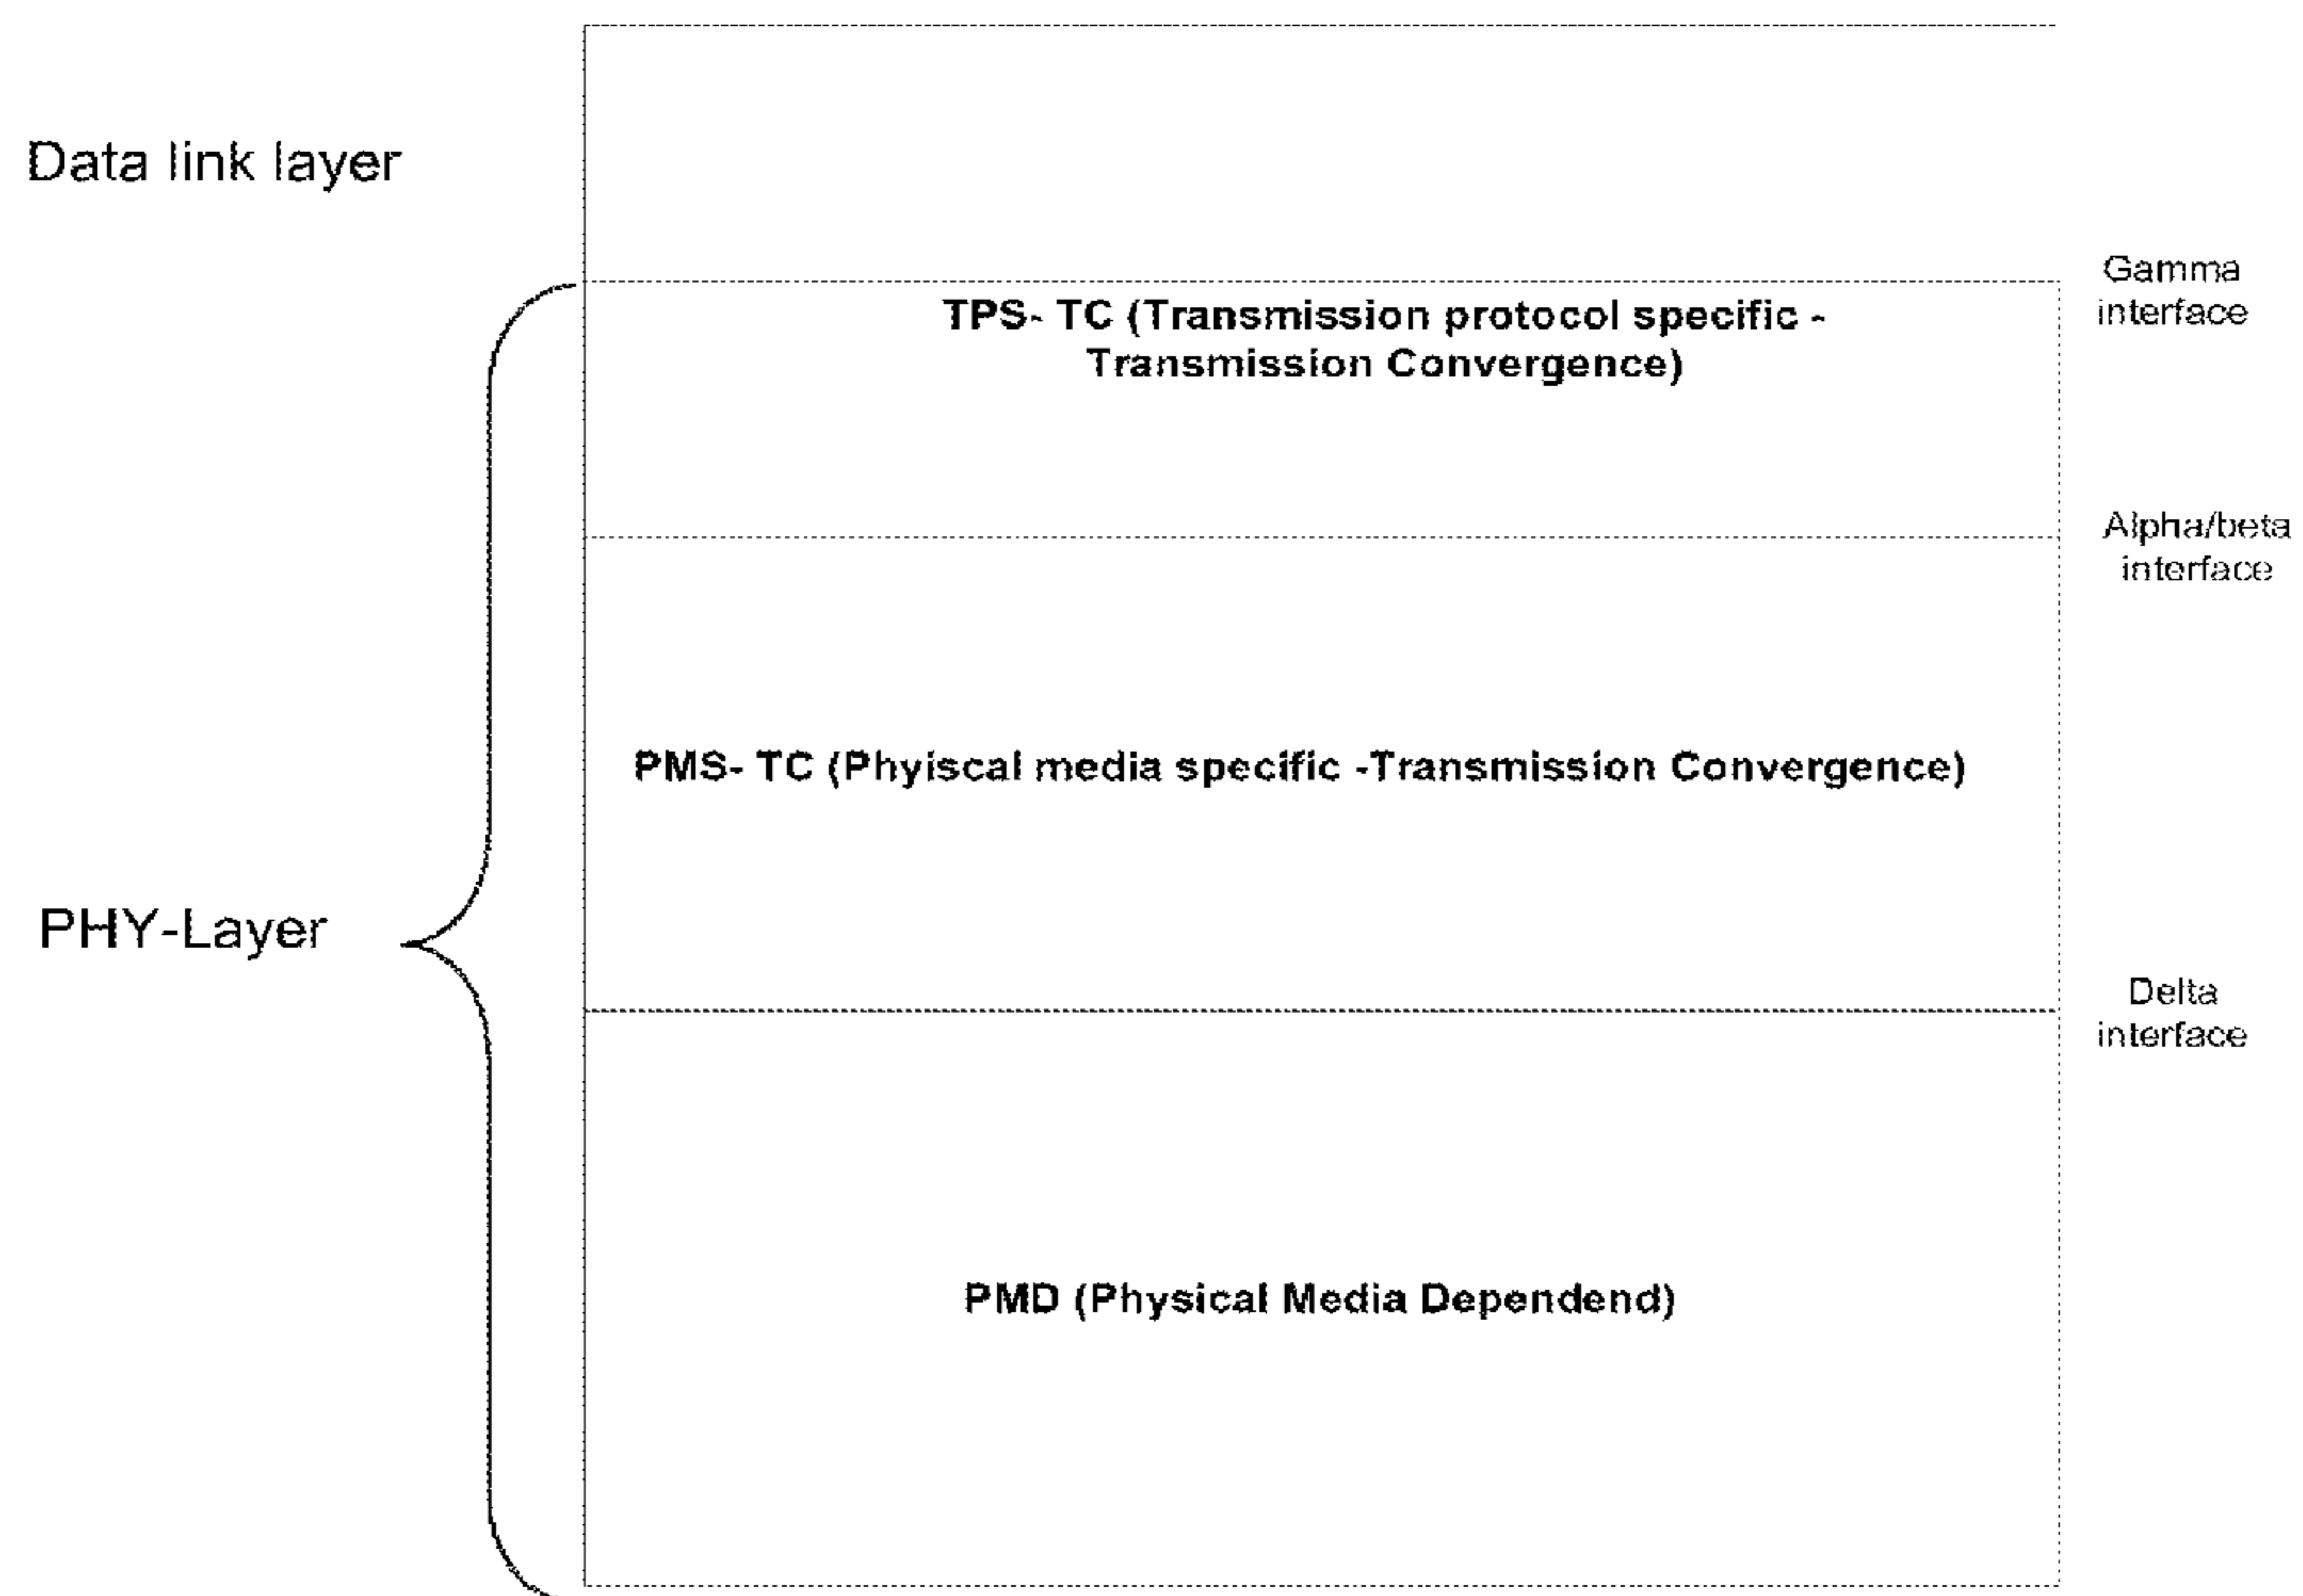 Data link layer
Gamma
interface
TPS- TC (Transmission protocol specific -
Transmission Convergence)
Alpha/beta
interface
PMS- TC (Phyiscal media specific -Transmission Convergence)
PHY-Layer
Delta
interface
PMD (Physical Media Dependend)